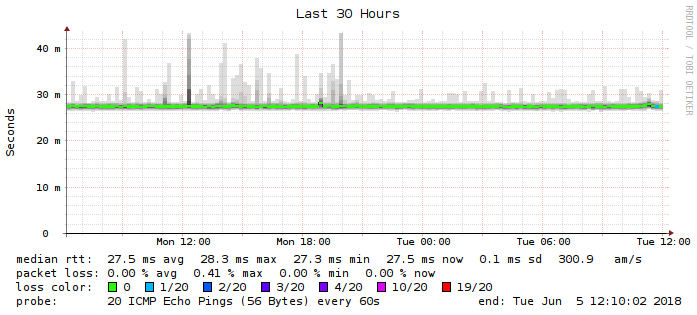 Last 30 Hours
RRDTOOL / TOBI OETIKER
Seconds
40 m
30 m
20 m
10 m
0
Mon 12:00 Mon 18:00 Tue 00:00 Tue 06:00 Tue 12:00
median rtt: 27.5 ms avg 28.3 ms max 27.3 ms min 27.5 ms now 0.1 ms sd 300.9 am/s
packet loss: 0.00 % avg 0.41 % max 0.00 % min 0.00 % now
loss color: 0 1/20 2/20 3/20 4/20 10/20 19/20
probe: 20 ICMP Echo Pings (56 Bytes) every 60s end: Tue Jun 5 12:10:02 2018